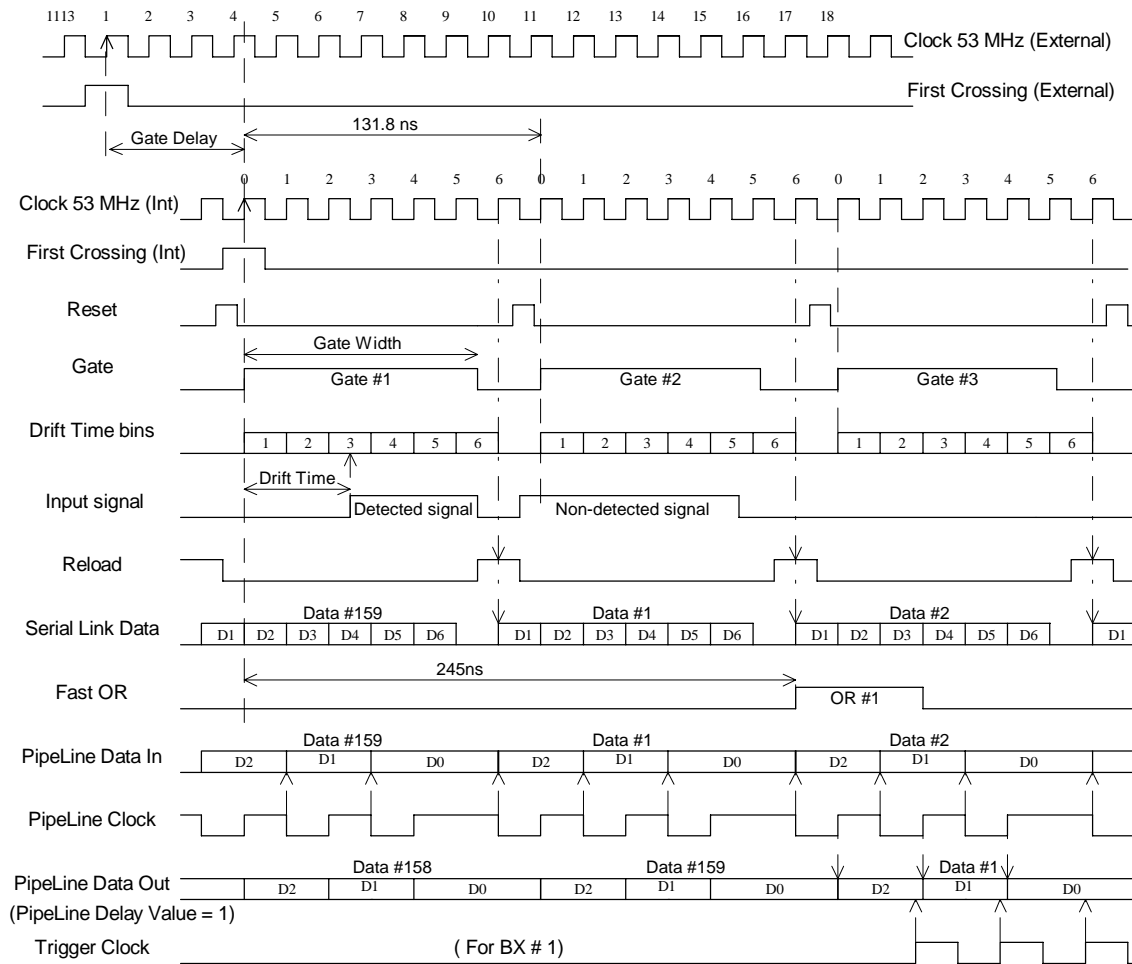 1113 1 2 3 4 5 6 7 8 9 10 11 12 13 14 15 16 17 18
Clock 53 MHz (External)
First Crossing (External)
131.8 ns
Gate Delay
0 1 2 3 4 5 6 0 1 2 3 4 5 6 0 1 2 3 4 5 6
Clock 53 MHz (Int)
First Crossing (Int)
Reset
Gate Width
Gate
Gate #1 Gate #2 Gate #3
Drift Time bins
1 2 3 4 5 6 1 2 3 4 5 6 1 2 3 4 5 6
Drift Time
Input signal
Detected signal Non-detected signal
Reload
Data #159 Data #1 Data #2
Serial Link Data
D1 D2 D3 D4 D5 D6 D1 D2 D3 D4 D5 D6 D1 D2 D3 D4 D5 D6 D1
245ns
Fast OR
OR #1
Data #159 Data #1 Data #2
PipeLine Data In
D2 D1 D0 D2 D1 D0 D2 D1 D0
PipeLine Clock
Data #158 Data #159 Data #1
PipeLine Data Out
D2 D1 D0 D2 D1 D0 D2 D1 D0
(PipeLine Delay Value = 1)
Trigger Clock
( For BX # 1)